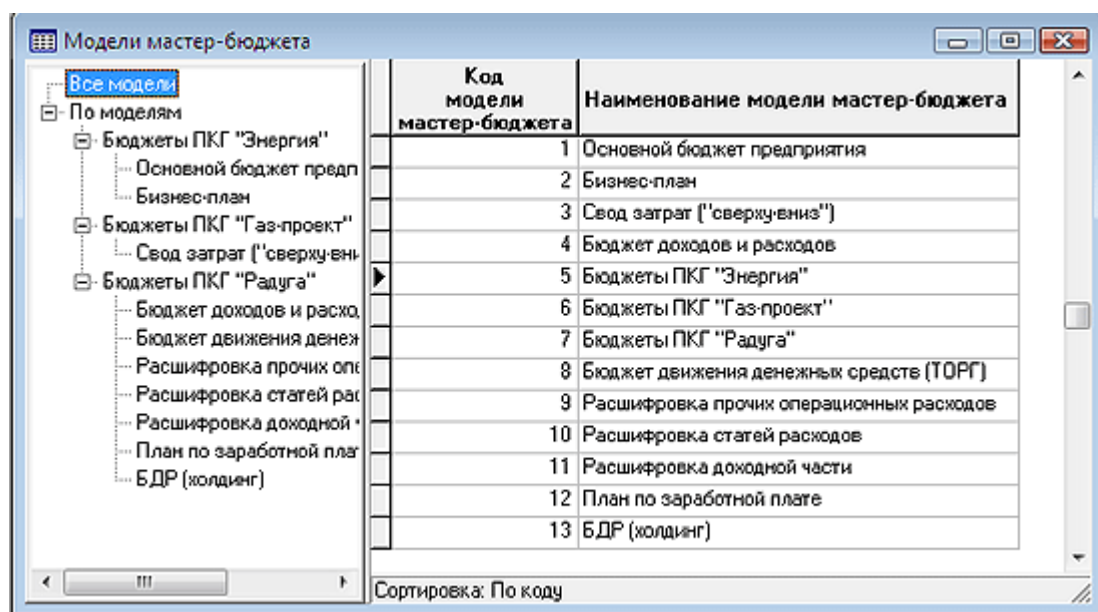 Модели мастер-бюджета
Все модели
По моделям
Бюджеты ПКГ "Энергия"
Основной бюджет предп
Бизнес-план
Бюджеты ПКГ "Газ-проект"
Свод затрат ("сверху-вни
Бюджеты ПКГ "Радуга"
Бюджет доходов и расхо
Бюджет движения денеж
Расшифровка прочих опе
Расшифровка статей рас
Расшифровка доходной ч
План по заработной плат
БДР (холдинг)
Код
модели
мастер-бюджета
Наименование модели мастер-бюджета
1 Основной бюджет предприятия
2 Бизнес-план
3 Свод затрат ("сверху-вниз")
4 Бюджет доходов и расходов
5 Бюджеты ПКГ "Энергия"
6 Бюджеты ПКГ "Газ-проект"
7 Бюджеты ПКГ "Радуга"
8 Бюджет движения денежных средств (ТОРГ)
9 Расшифровка прочих операционных расходов
10 Расшифровка статей расходов
11 Расшифровка доходной части
12 План по заработной плате
13 БДР (холдинг)
Сортировка: По коду